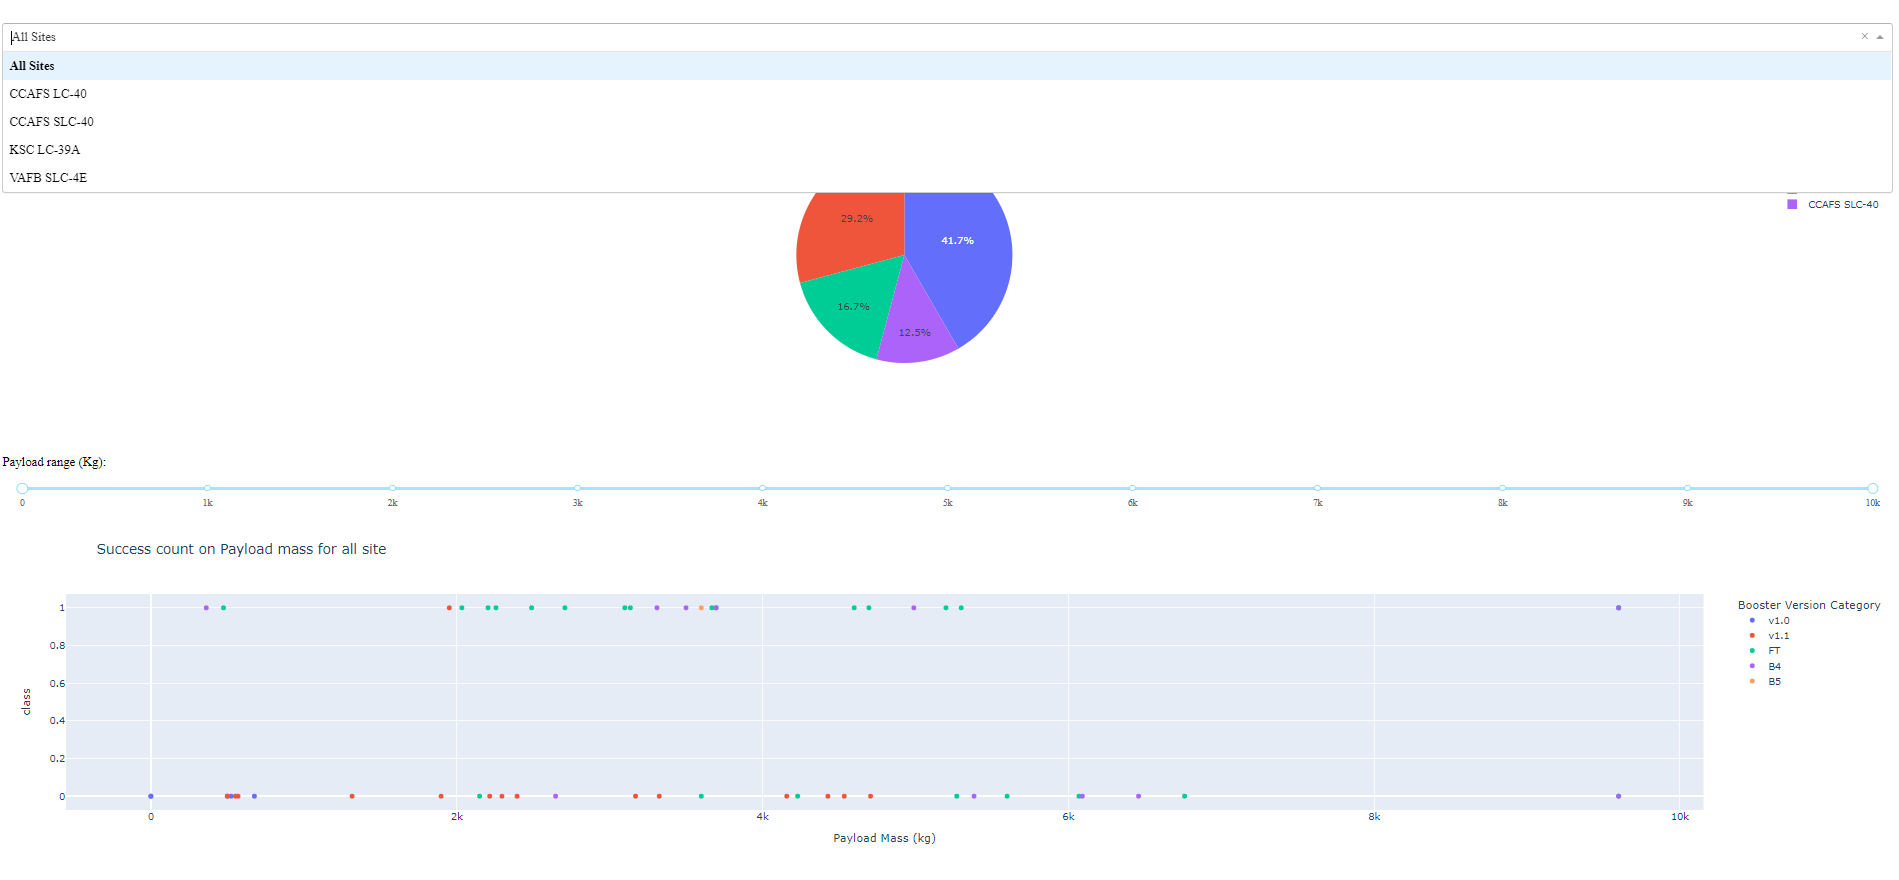 All Sites
All Sites
CCAFS LC-40
CCAFS SLC-40
KSC LC-39A
VAFB SLC-4E
CCAFS SLC-40
29.2%
41.7%
16.7%
12.5%
Payload range (Kg):
0 1k 2k 3k 4k 5k 6k 7k 8k 9k 10k
Success count on Payload mass for all site
1
0.8
0.6
0.4
0.2
0
class
0 2k 4k 6k 8k 10k
Payload Mass (kg)
Booster Version Category
v1.0
v1.1
FT
B4
B5